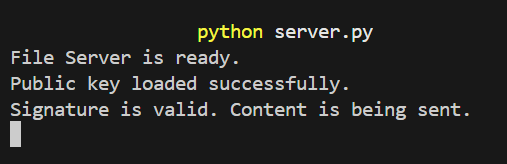 python server.py
File Server is ready.
Public key loaded successfully.
Signature is valid. Content is being sent.